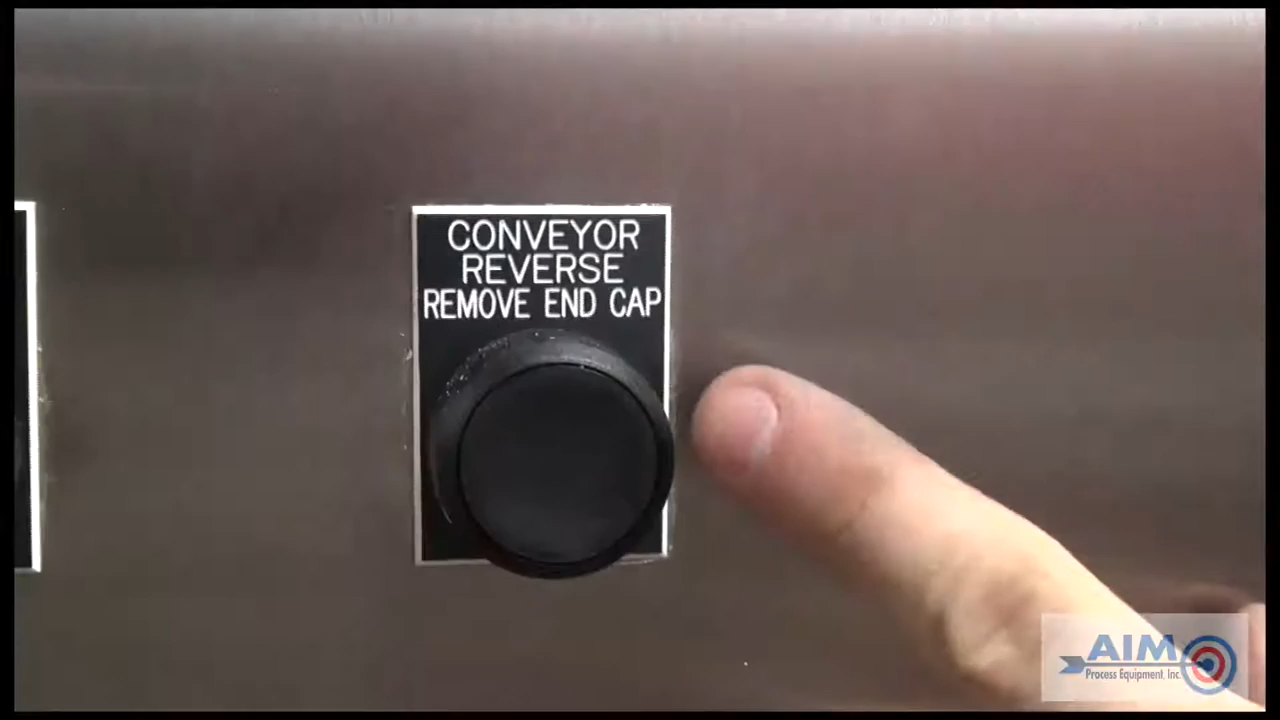 CONVEYOR
REVERSE
REMOVE END CAP
AIM
Process Equipment, Inc.